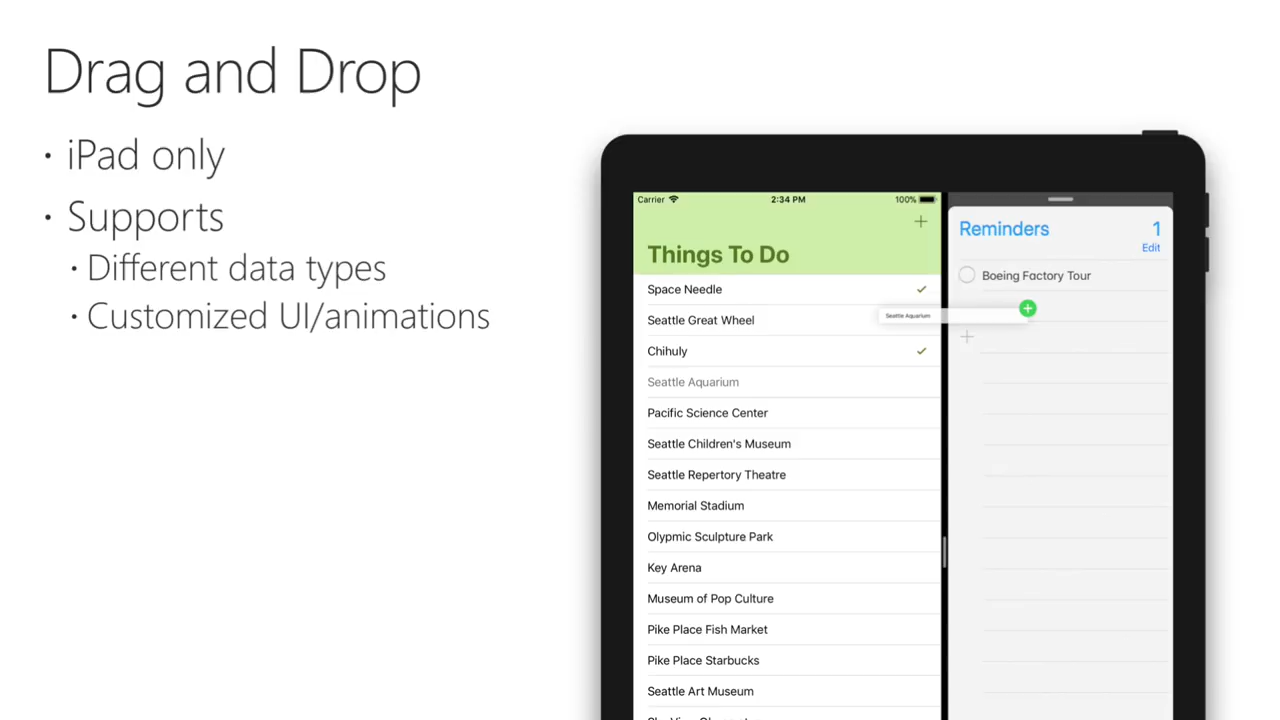 Drag and Drop
· iPad only
· Supports
· Different data types
· Customized UI/animations
Carrier 2:34 PM 100%
+
Things To Do
Space Needle
Seattle Great Wheel
Chihuly
Seattle Aquarium
Pacific Science Center
Seattle Children's Museum
Seattle Repertory Theatre
Memorial Stadium
Olypmic Sculpture Park
Key Arena
Museum of Pop Culture
Pike Place Fish Market
Pike Place Starbucks
Seattle Art Museum
Seattle Aquarium
Reminders 1
Edit
Boeing Factory Tour
+